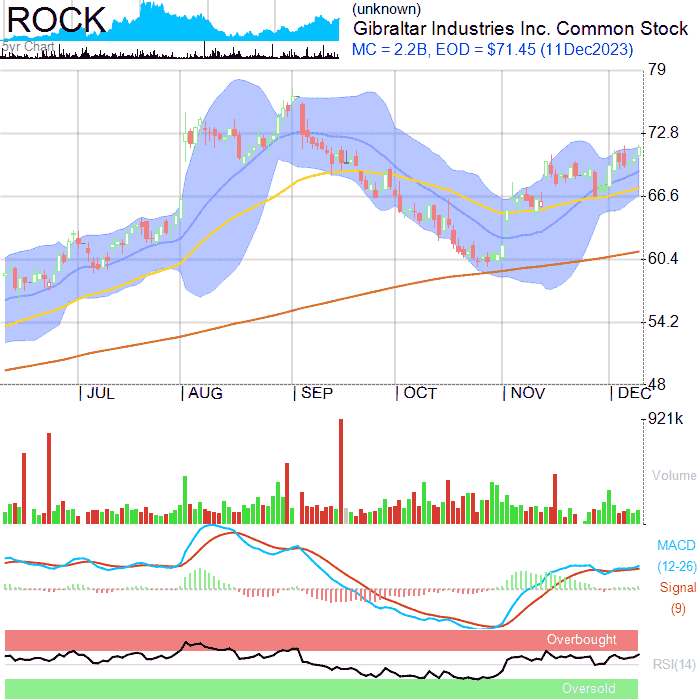 ROCK
5yr Chart
(unknown)
Gibraltar Industries Inc. Common Stock
MC = 2.2B, EOD = $71.45 (11Dec2023)
79
72.8
66.6
60.4
54.2
48
JUL AUG SEP OCT NOV DEC
921k
Volume
MACD
(12-26)
Signal
(9)
Overbought
RSI(14)
Oversold